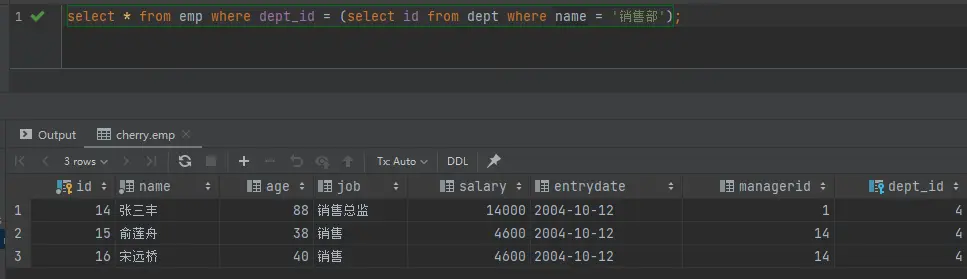 1 select * from emp where dept_id = (select id from dept where name = '销售部');
Output cherry.emp
3 rows Tx: Auto DDL
id name age job salary entrydate managerid dept_id
1 14 张三丰 88 销售总监 14000 2004-10-12 1 4
2 15 俞莲舟 38 销售 4600 2004-10-12 14 4
3 16 宋远桥 40 销售 4600 2004-10-12 14 4